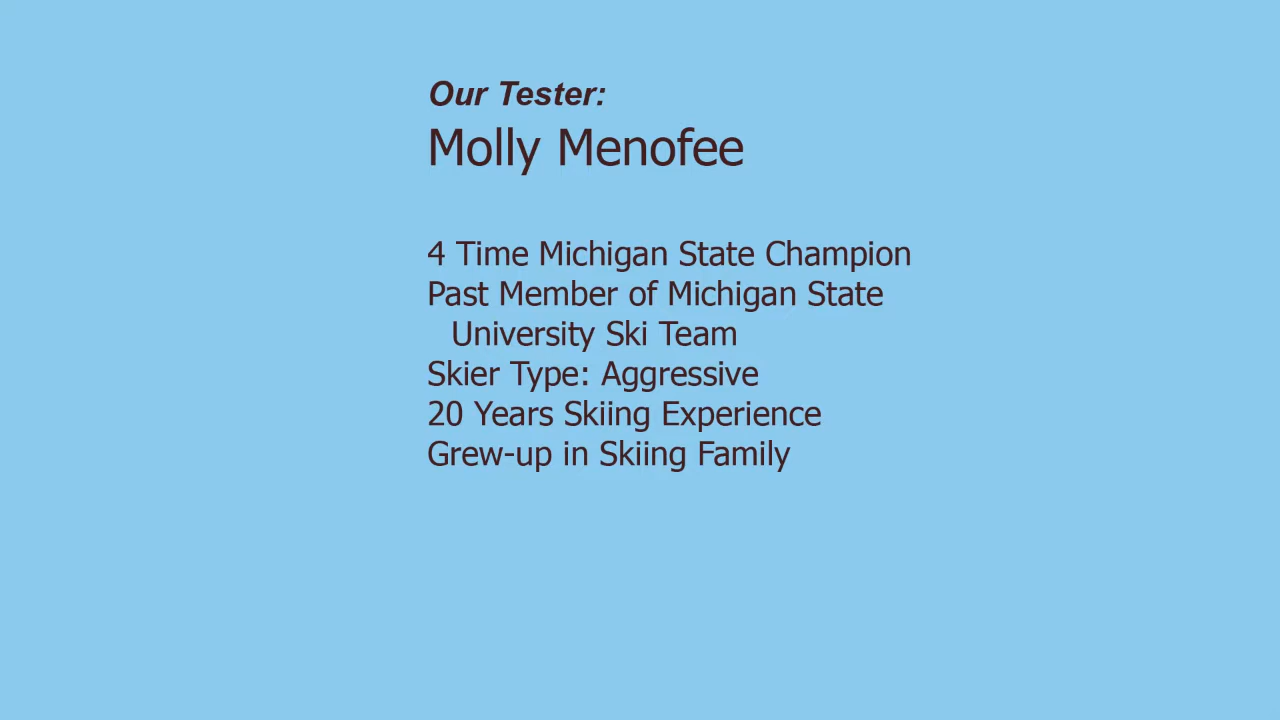 Our Tester:
Molly Menofee
4 Time Michigan State Champion
Past Member of Michigan State
University Ski Team
Skier Type: Aggressive
20 Years Skiing Experience
Grew-up in Skiing Family